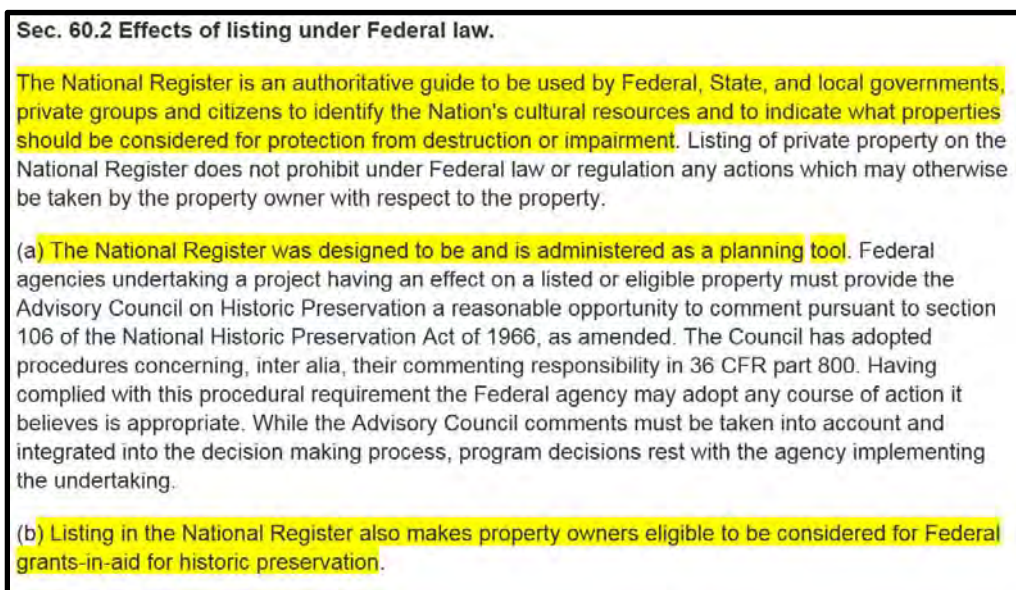 Sec. 60.2 Effects of listing under Federal law.
The National Register is an authoritative guide to be used by Federal, State, and local governments,
private groups and citizens to identify the Nation's cultural resources and to indicate what properties
should be considered for protection from destruction or impairment. Listing of private property on the
National Register does not prohibit under Federal law or regulation any actions which may otherwise
be taken by the property owner with respect to the property.
(a) The National Register was designed to be and is administered as a planning tool. Federal
agencies undertaking a project having an effect on a listed or eligible property must provide the
Advisory Council on Historic Preservation a reasonable opportunity to comment pursuant to section
106 of the National Historic Preservation Act of 1966, as amended. The Council has adopted
procedures concerning, inter alia, their commenting responsibility in 36 CFR part 800. Having
complied with this procedural requirement the Federal agency may adopt any course of action it
believes is appropriate. While the Advisory Council comments must be taken into account and
integrated into the decision making process, program decisions rest with the agency implementing
the undertaking.
(b) Listing in the National Register also makes property owners eligible to be considered for Federal
grants-in-aid for historic preservation.